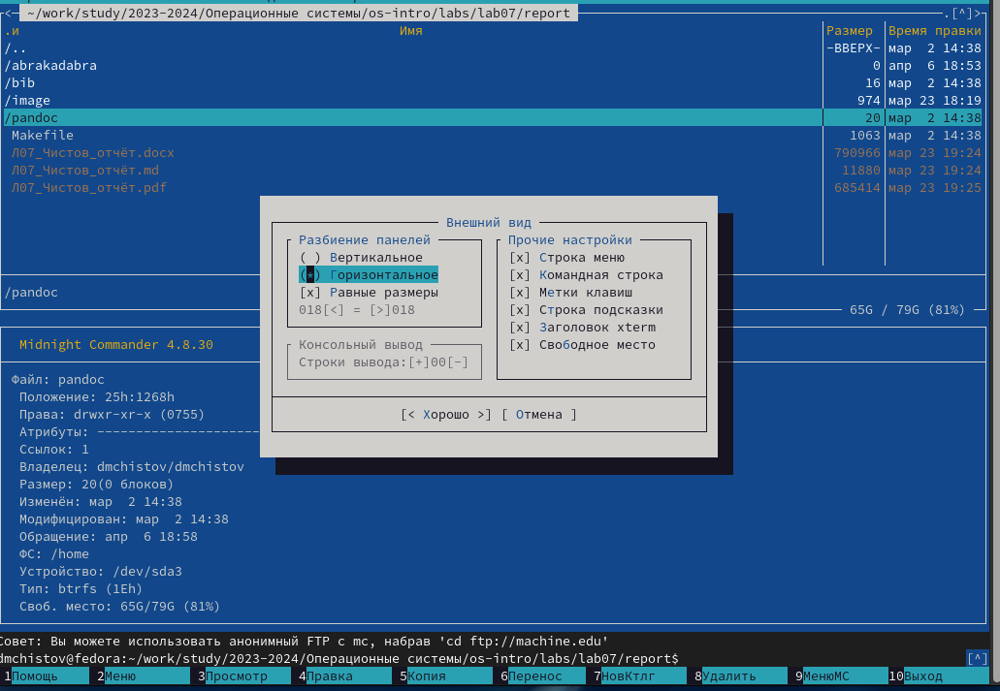 <─ ~/work/study/2023-2024/Операционные системы/os-intro/labs/lab07/report .[^]>
.и Имя Размер Время правки
/.. -ВВЕРХ- мар 2 14:38
/abrakadabra 0 апр 6 18:53
/bib 16 мар 2 14:38
/image 974 мар 23 18:19
/pandoc 20 мар 2 14:38
Makefile 1063 мар 2 14:38
Л07_Чистов_отчёт.docx 790966 мар 23 19:24
Л07_Чистов_отчёт.md 11880 мар 23 19:24
Л07_Чистов_отчёт.pdf 685414 мар 23 19:25
/pandoc
65G / 79G (81%)
Внешний вид
Разбиение панелей
( ) Вертикальное
(*) Горизонтальное
[x] Равные размеры
018[<] = [>]018
Консольный вывод
Строки вывода:[+]00[-]
Прочие настройки
[x] Строка меню
[x] Командная строка
[x] Метки клавиш
[x] Строка подсказки
[x] Заголовок xterm
[x] Свободное место
[< Хорошо >] [ Отмена ]
Midnight Commander 4.8.30
Файл: pandoc
Положение: 25h:1268h
Права: drwxr-xr-x (0755)
Атрибуты: ---------------------
Ссылок: 1
Владелец: dmchistov/dmchistov
Размер: 20(0 блоков)
Изменён: мар 2 14:38
Модифицирован: мар 2 14:38
Обращение: апр 6 18:58
ФС: /home
Устройство: /dev/sda3
Тип: btrfs (1Eh)
Своб. место: 65G/79G (81%)
Совет: Вы можете использовать анонимный FTP с mc, набрав 'cd ftp://machine.edu'
dmchistov@fedora:~/work/study/2023-2024/Операционные системы/os-intro/labs/lab07/report$ [^]
1Помощь 2Меню 3Просмотр 4Правка 5Копия 6Перенос 7НовКтлг 8Удалить 9МенюМС 10Выход